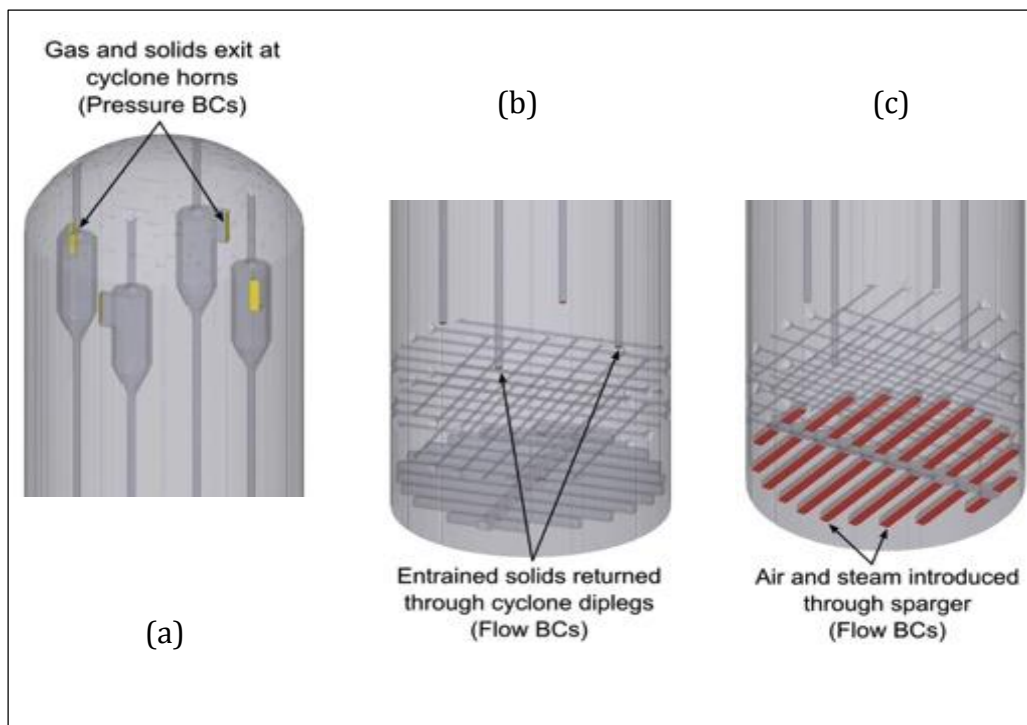 Gas and solids exit at
cyclone horns
(Pressure BCs)
(b)
(c)
Entrained solids returned
through cyclone diplegs
(Flow BCs)
Air and steam introduced
through sparger
(Flow BCs)
(a)